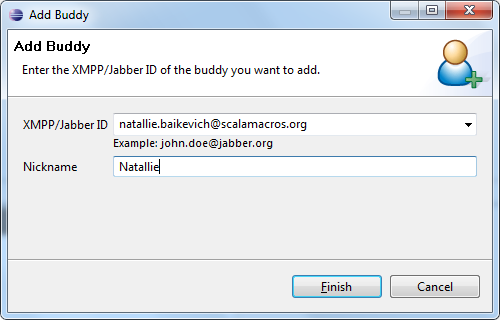 Add Buddy
Add Buddy
Enter the XMPP/Jabber ID of the buddy you want to add.
XMPP/Jabber ID natallie.baikevich@scalamacros.org
Example: john.doe@jabber.org
Nickname Natallie
Finish Cancel